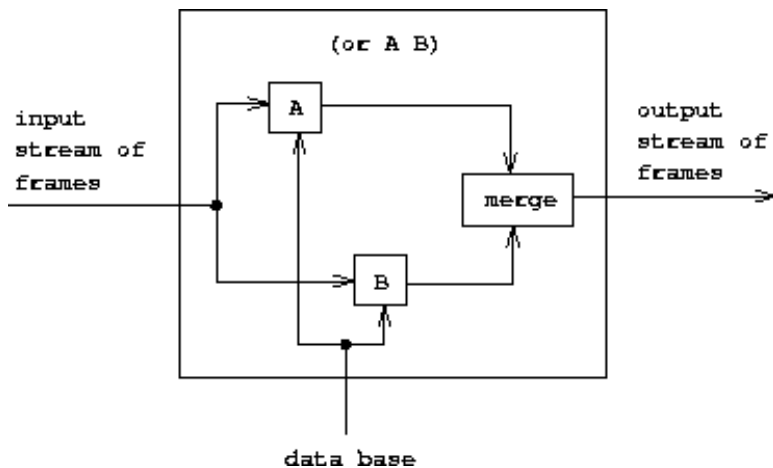 (or A B)
input
stream of
frames
A
output
stream of
frames
merge
B
data base